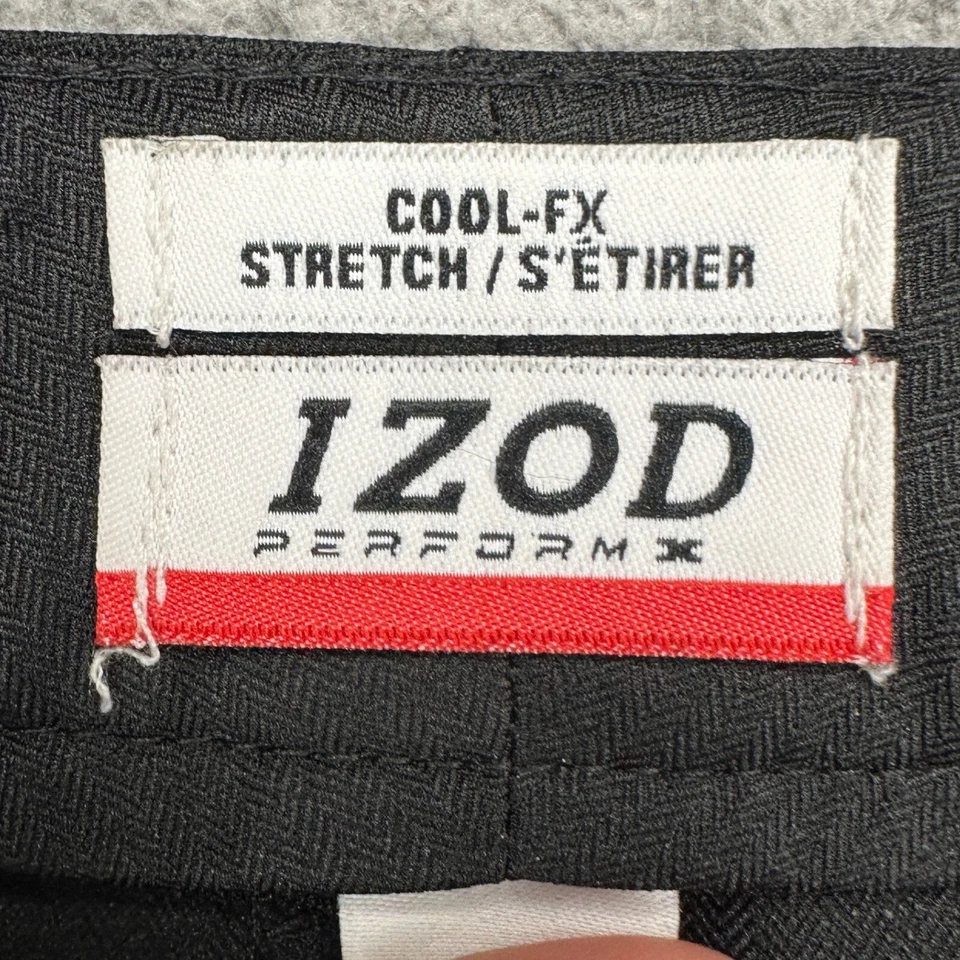 COOL-FX
STRETCH / S'ÉTIRER
IZOD
PERFORM X